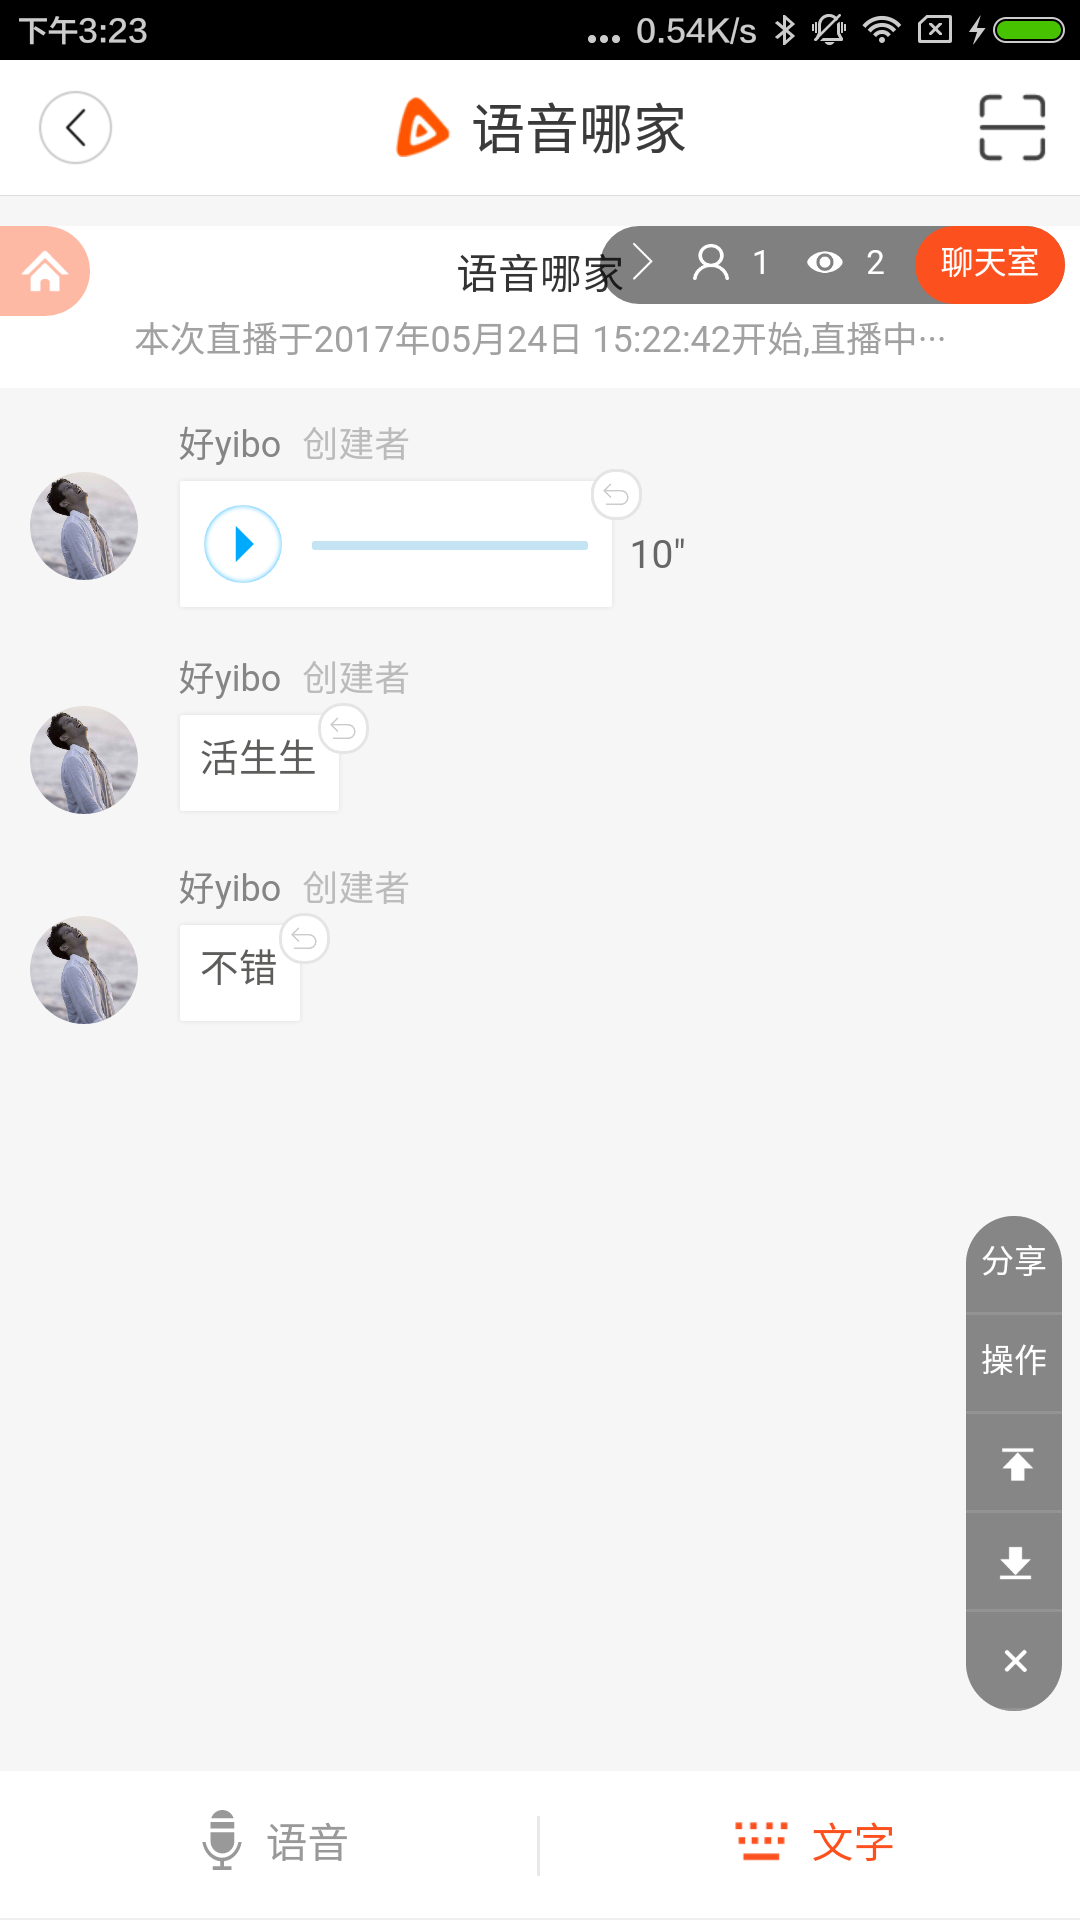 下午3:23
... 0.54K/s
语音哪家
语音哪家
1 2 聊天室
本次直播于2017年05月24日 15:22:42开始,直播中···
好yibo 创建者
10"
好yibo 创建者
活生生
好yibo 创建者
不错
分享
操作
语音 文字